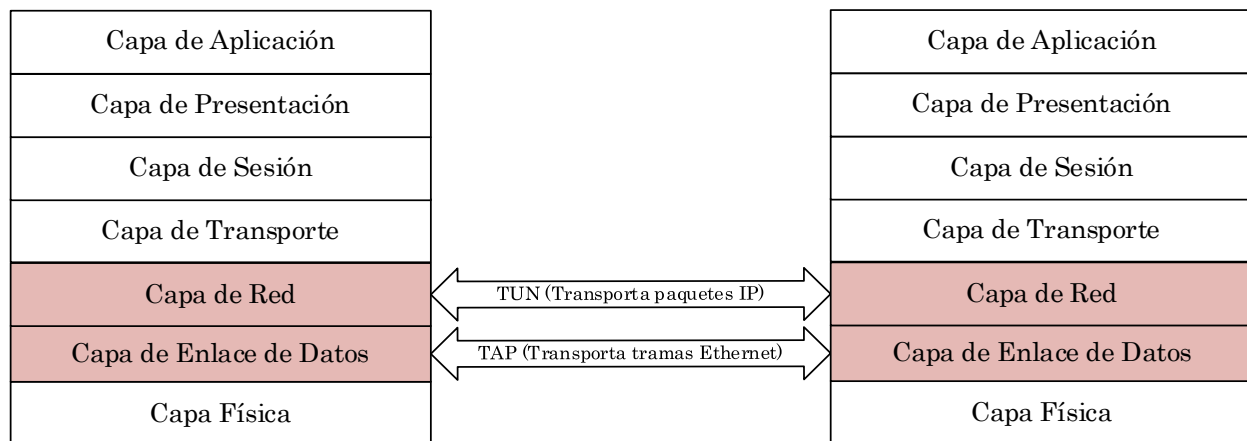 Capa de Aplicación
Capa de Presentación
Capa de Sesión
Capa de Transporte
Capa de Red
Capa de Enlace de Datos
Capa Física
TUN (Transporta paquetes IP)
TAP (Transporta tramas Ethernet)
Capa de Aplicación
Capa de Presentación
Capa de Sesión
Capa de Transporte
Capa de Red
Capa de Enlace de Datos
Capa Física